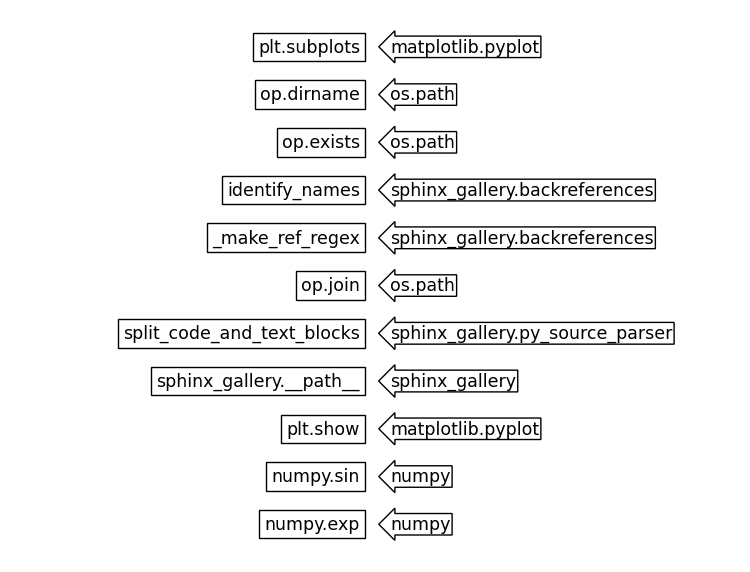 plt.subplots matplotlib.pyplot
op.dirname os.path
op.exists os.path
identify_names sphinx_gallery.backreferences
_make_ref_regex sphinx_gallery.backreferences
op.join os.path
split_code_and_text_blocks sphinx_gallery.py_source_parser
sphinx_gallery.__path__ sphinx_gallery
plt.show matplotlib.pyplot
numpy.sin numpy
numpy.exp numpy